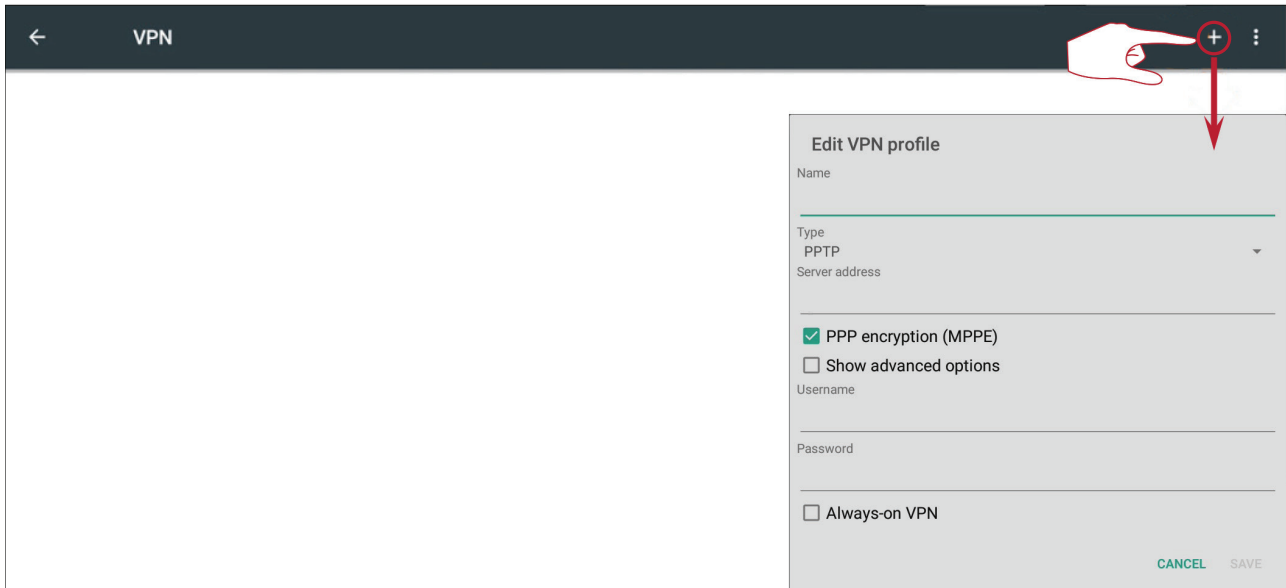 VPN
Edit VPN profile
Name
Type
PPTP
Server address
PPP encryption (MPPE)
Show advanced options
Username
Password
Always-on VPN
CANCEL SAVE